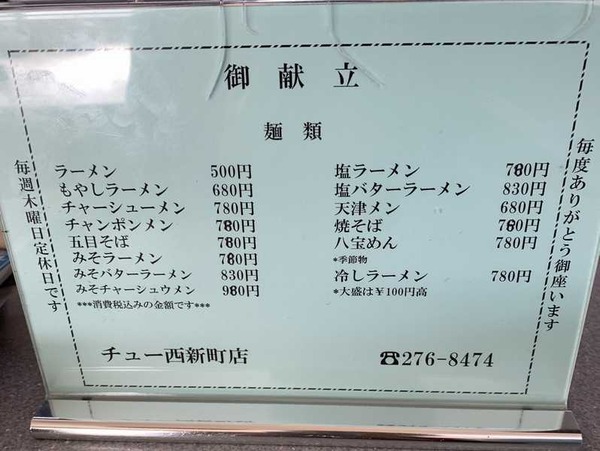 御献立
麺類
ラーメン 500円
もやしラーメン 680円
チャーシューメン 780円
チャンポンメン 780円
五目そば 780円
みそラーメン 780円
みそバターラーメン 830円
みそチャーシュウメン 980円
***消費税込みの金額です***
塩ラーメン 780円
塩バターラーメン 830円
天津メン 680円
焼そば 760円
八宝めん 780円
*季節物
冷しラーメン 780円
*大盛は￥100円高
毎週木曜日定休日です
毎度ありがとう御座います
チュー西新町店
☎276-8474